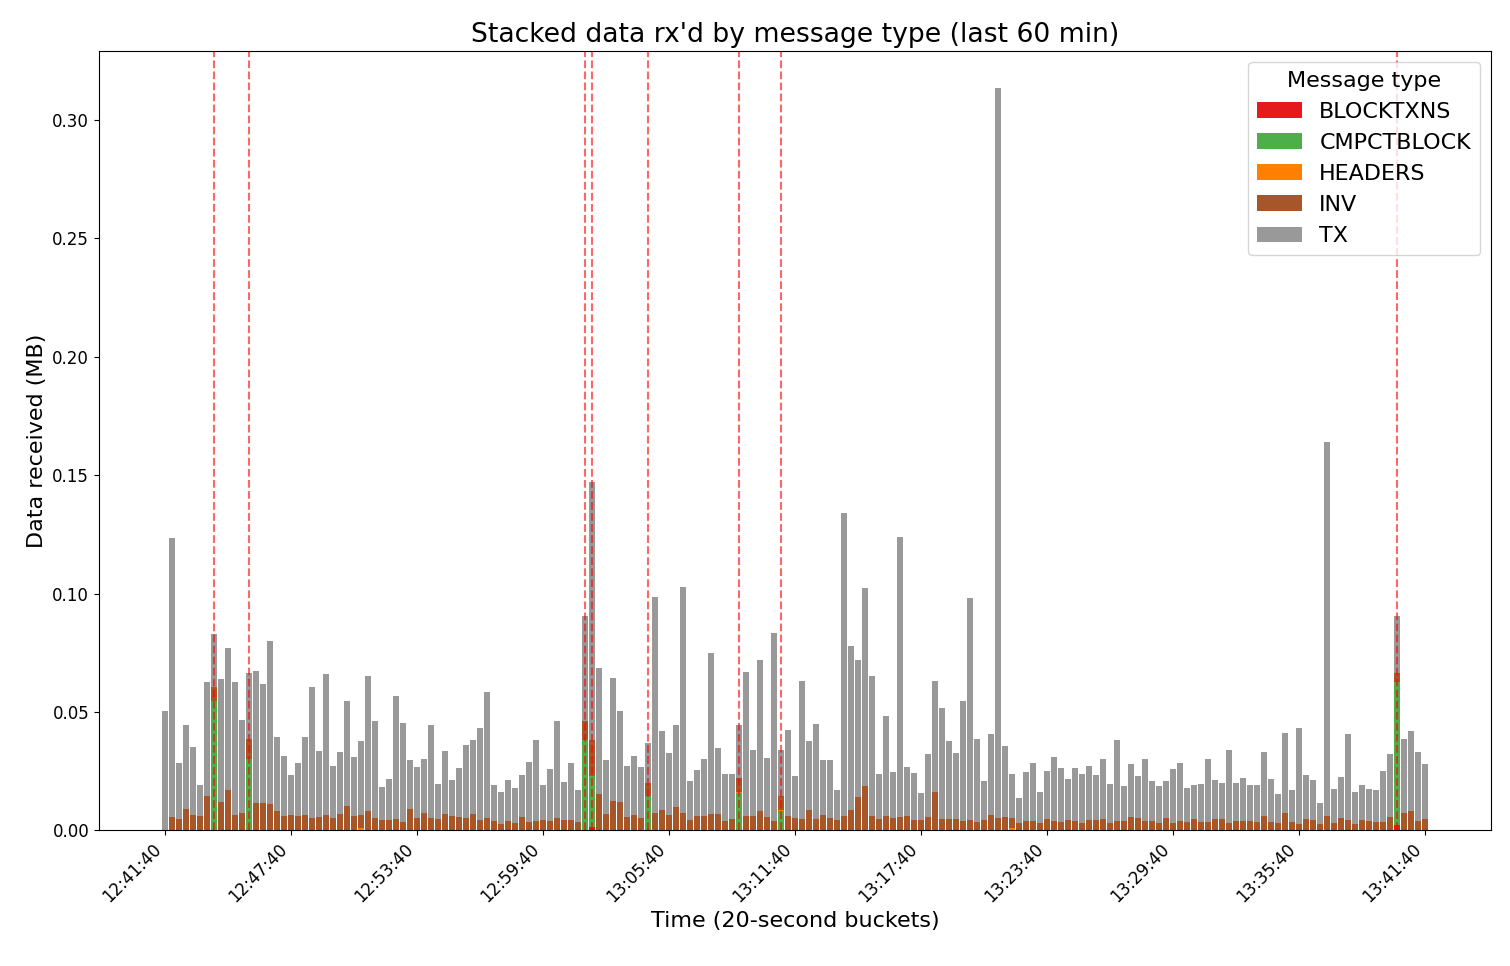 Stacked data rx'd by message type (last 60 min)
Message type
BLOCKTXNS
CMPCTBLOCK
HEADERS
INV
TX
Data received (MB)
0.30
0.25
0.20
0.15
0.10
0.05
0.00
12:41:40
12:47:40
12:53:40
12:59:40
13:05:40
13:11:40
13:17:40
13:23:40
13:29:40
13:35:40
13:41:40
Time (20-second buckets)